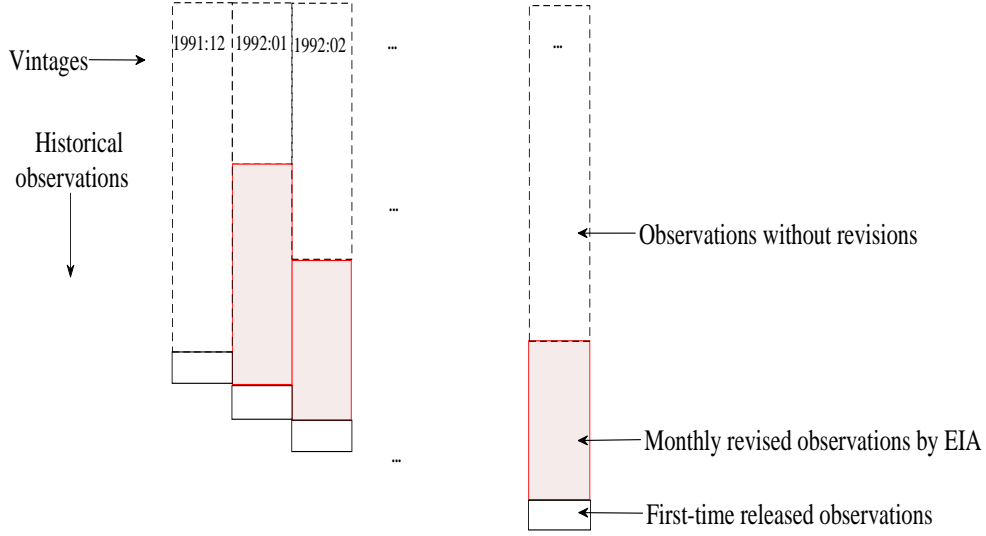 1991:12 1992:01 1992:02 ... ...
Vintages
Historical
observations
...
Observations without revisions
Monthly revised observations by EIA
...
First-time released observations